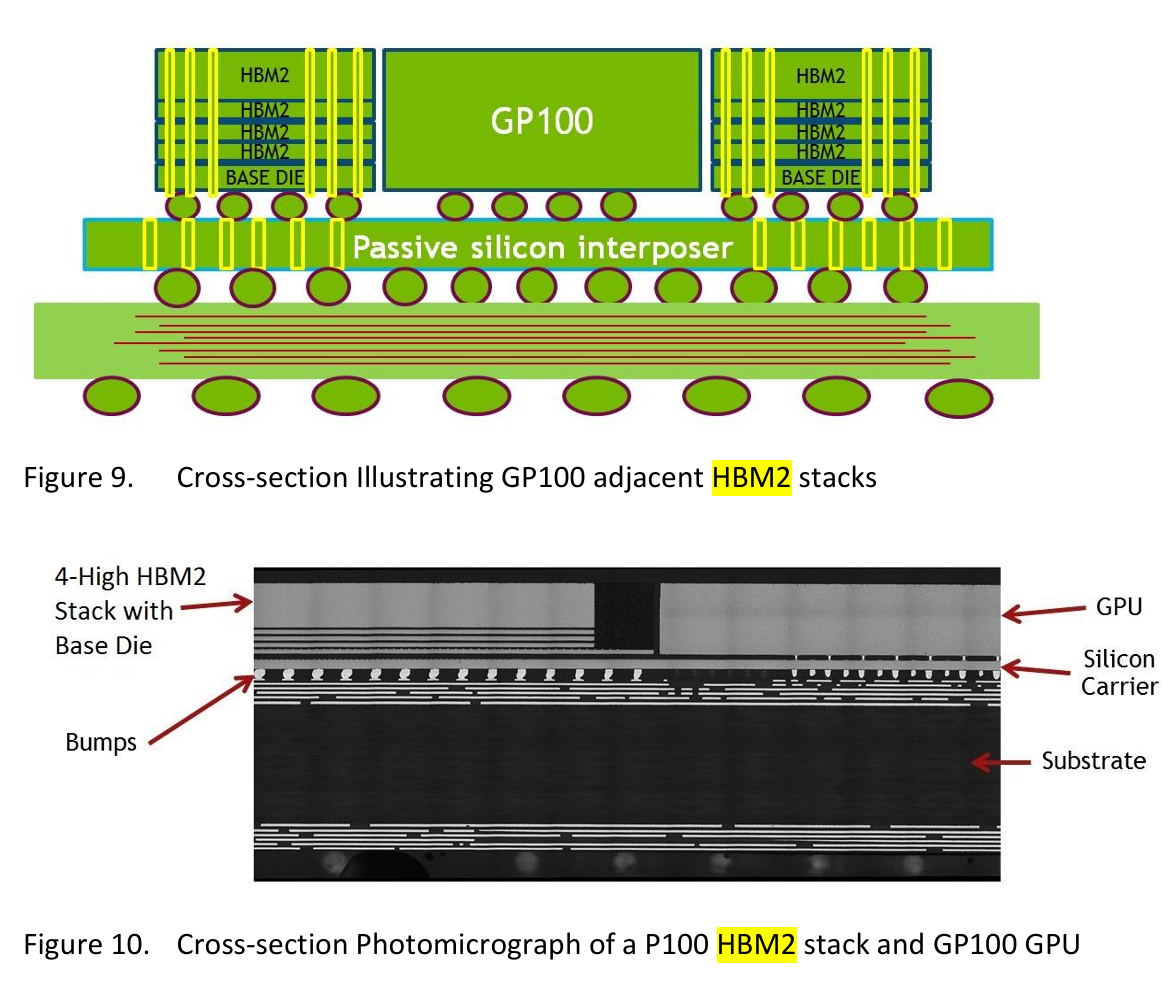 HBM2
HBM2
HBM2
HBM2
BASE DIE
GP100
HBM2
HBM2
HBM2
HBM2
BASE DIE
Passive silicon interposer
Figure 9. Cross-section Illustrating GP100 adjacent HBM2 stacks
4-High HBM2
Stack with
Base Die
Bumps
GPU
Silicon
Carrier
Substrate
Figure 10. Cross-section Photomicrograph of a P100 HBM2 stack and GP100 GPU